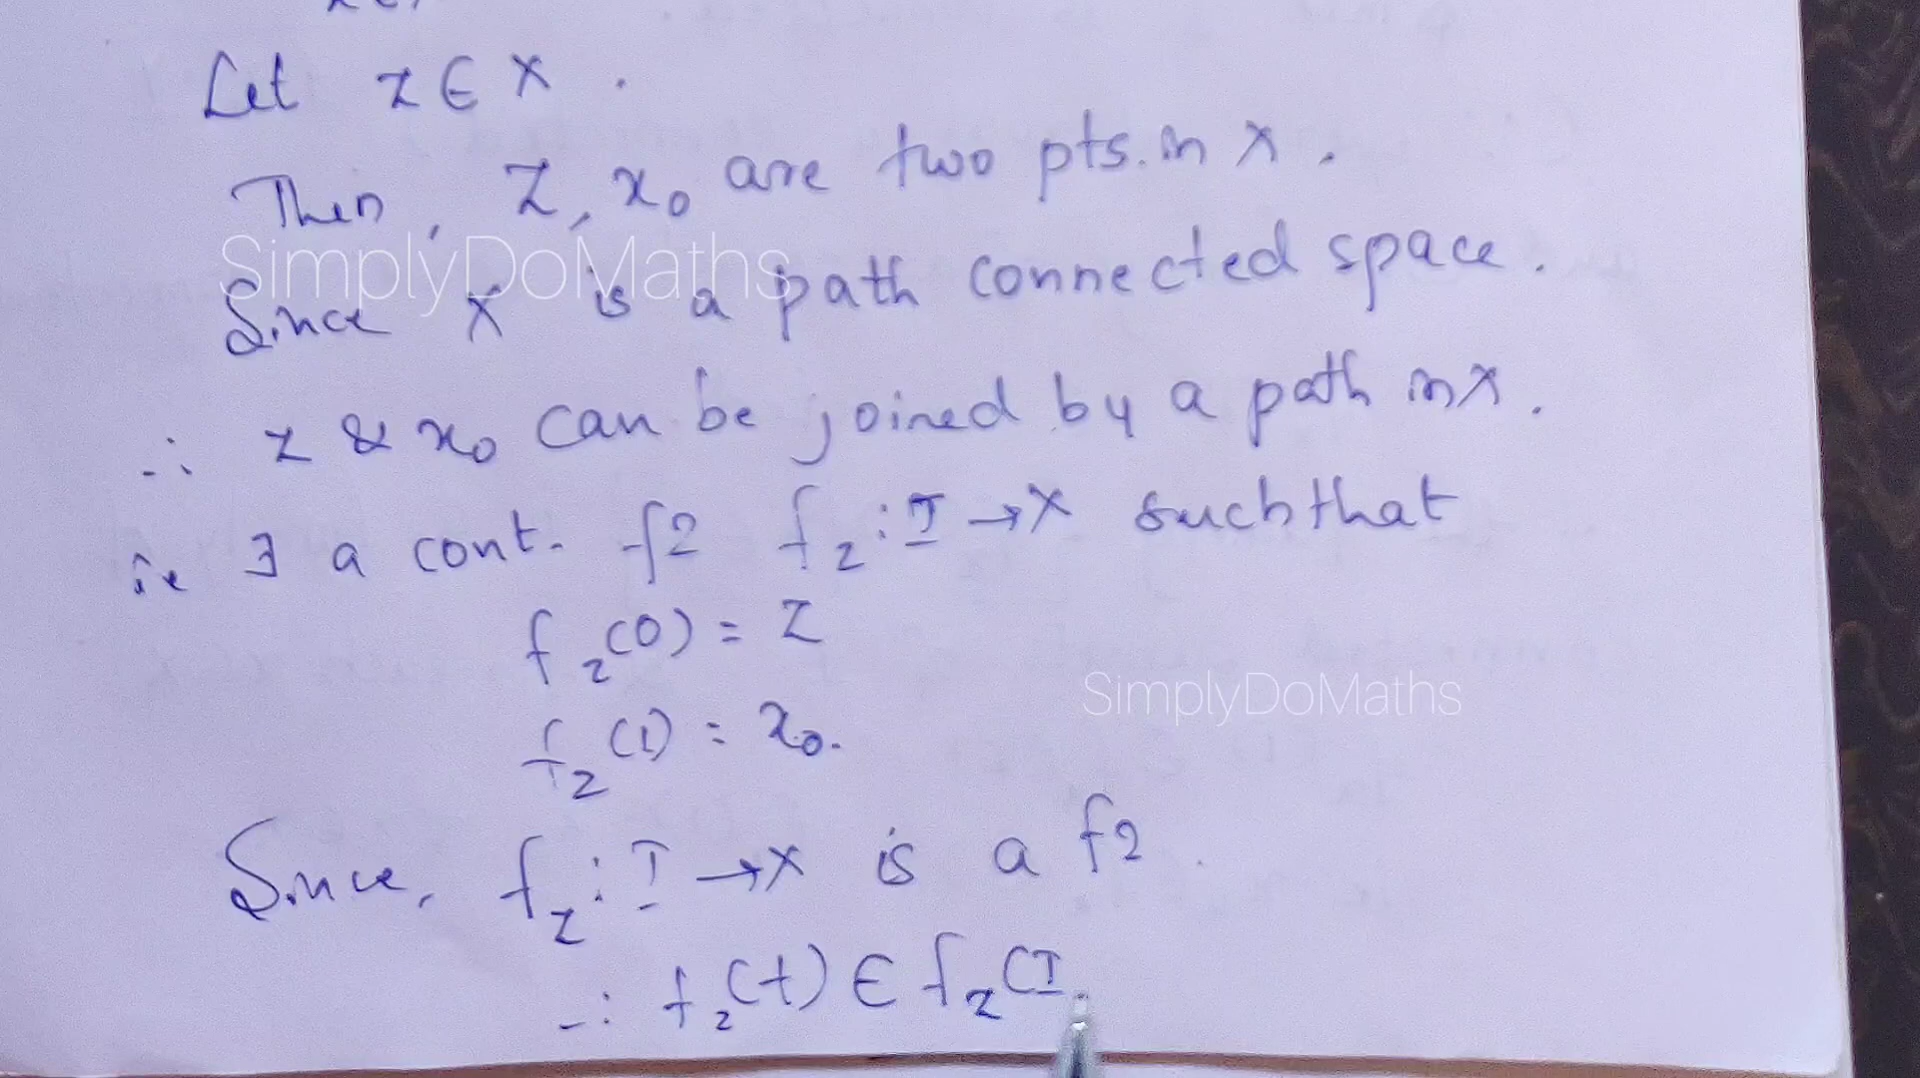 Let z ∈ X .
Then, z, x₀ are two pts. in X .
SimplyDoMaths
Since X is a path connected space .
∴ z & x₀ can be joined by a path in X .
ie ∃ a cont. f2 f_z : I → X such that
f_z(0) = z
SimplyDoMaths
f_z(1) = x₀.
Since, f_z : I → X is a f2 .
∴ f_z(t) ∈ f_z(I